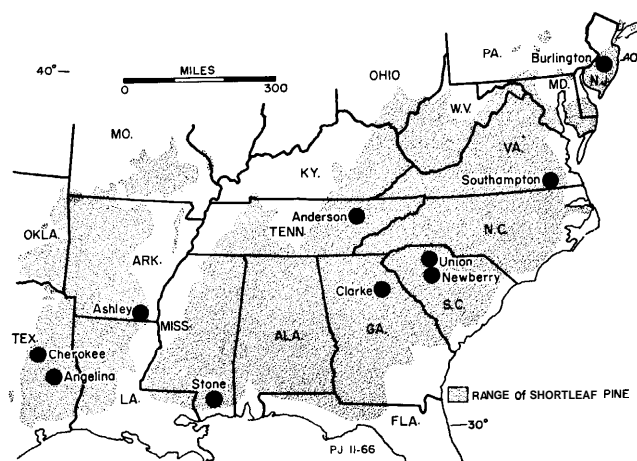 PA.
Burlington
40°
40
MILES
0 300
OHIO
N.J.
MD.
W.V.
MO.
VA.
KY.
Southampton
Anderson
TENN.
N.C.
OKLA.
ARK.
Union
Newberry
Clarke
S.C.
Ashley
MISS.
ALA.
GA.
TEX.
Cherokee
Angelina
Stone
LA.
RANGE OF SHORTLEAF PINE
FLA.
30°
PJ 11-66